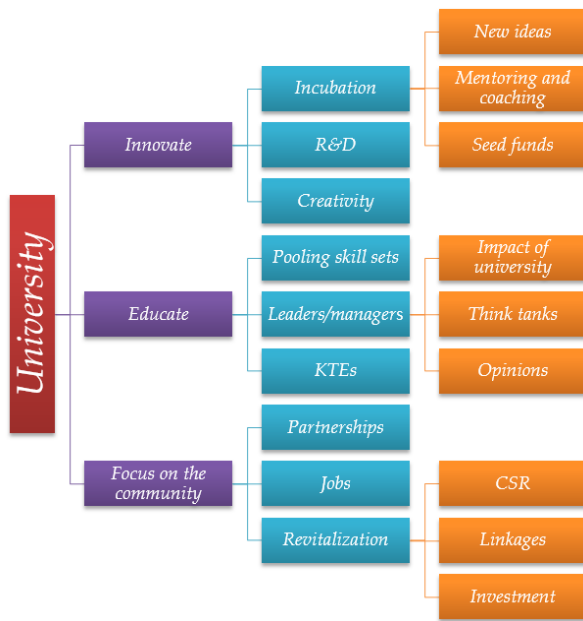 University
Innovate
Incubation
New ideas
Mentoring and
coaching
Seed funds
R&D
Creativity
Educate
Pooling skill sets
Leaders/managers
Impact of
university
Think tanks
Opinions
KTEs
Focus on the
community
Partnerships
Jobs
Revitalization
CSR
Linkages
Investment